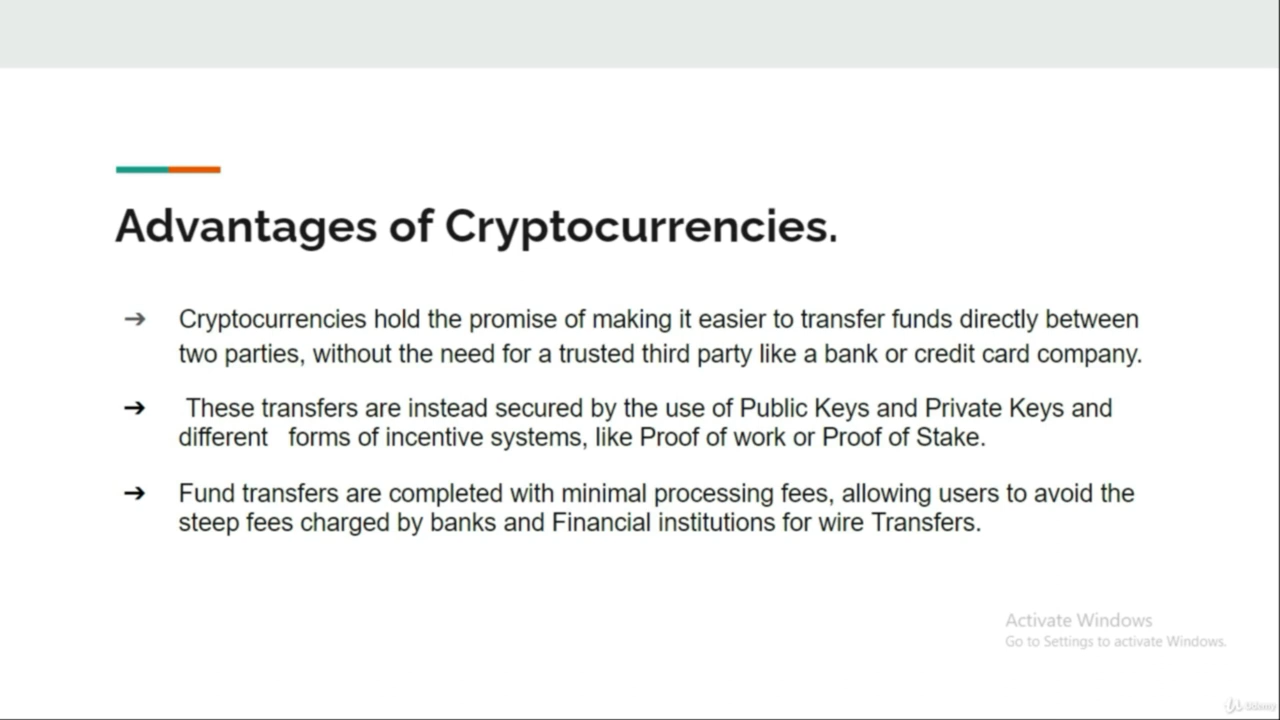 Advantages of Cryptocurrencies.
➔ Cryptocurrencies hold the promise of making it easier to transfer funds directly between
two parties, without the need for a trusted third party like a bank or credit card company.
➔ These transfers are instead secured by the use of Public Keys and Private Keys and
different forms of incentive systems, like Proof of work or Proof of Stake.
➔ Fund transfers are completed with minimal processing fees, allowing users to avoid the
steep fees charged by banks and Financial institutions for wire Transfers.
Activate Windows
Go to Settings to activate Windows.
Udemy